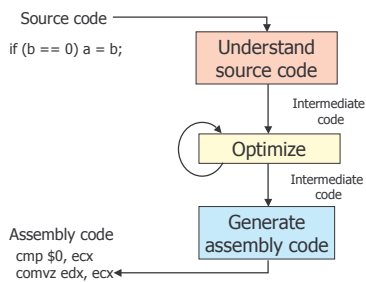 Source code
if (b == 0) a = b;
Understand
source code
Intermediate
code
Optimize
Intermediate
code
Generate
assembly code
Assembly code
cmp $0, ecx
comvz edx, ecx